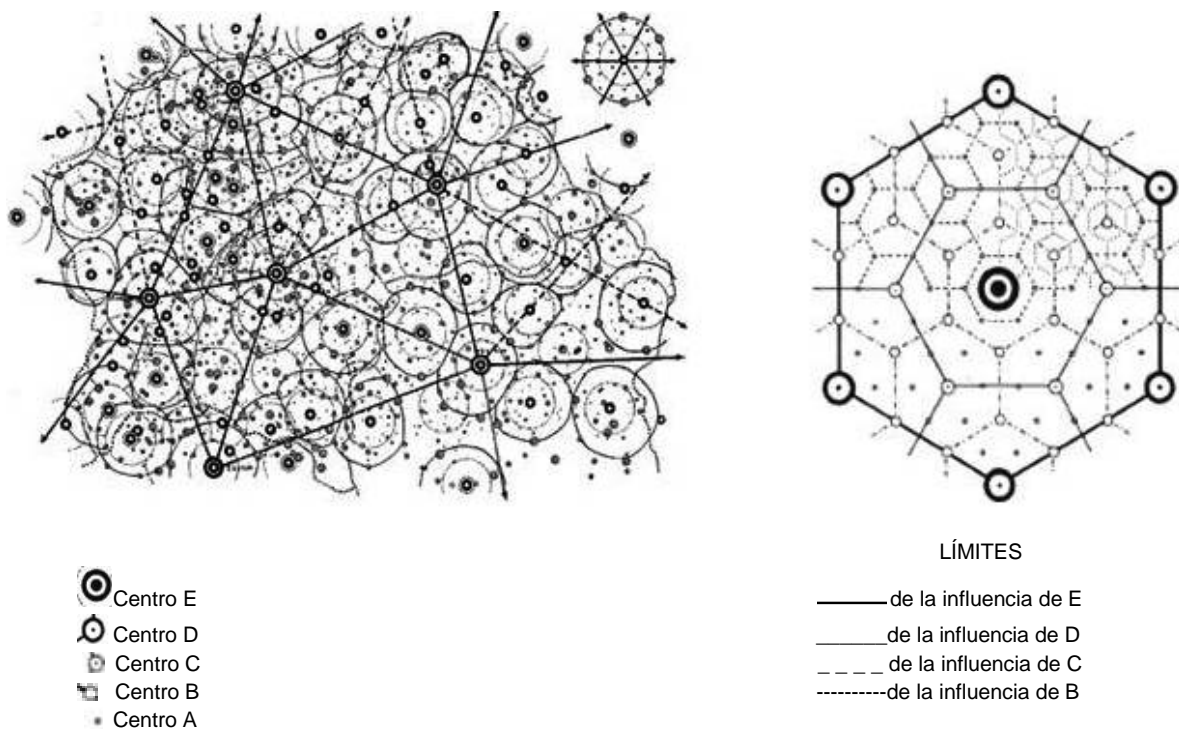 LÍMITES
Centro E
Centro D
Centro C
Centro B
Centro A
de la influencia de E
de la influencia de D
de la influencia de C
de la influencia de B